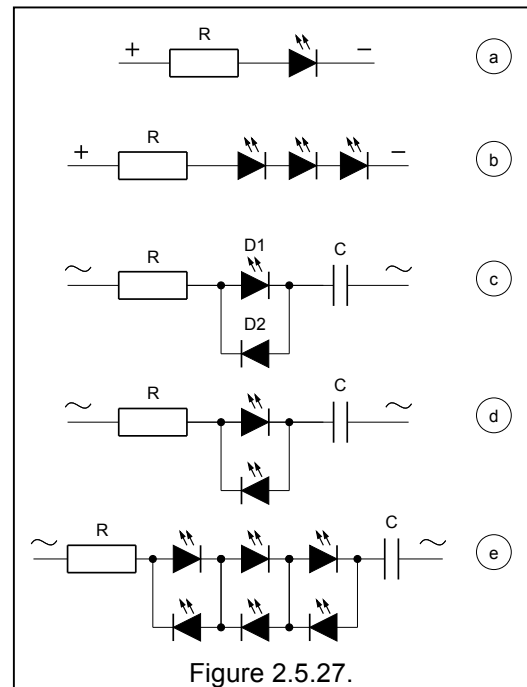 R
+ − a
R
+ − b
D1
~ R C ~ c
D2
~ R C ~ d
~ R C ~ e
Figure 2.5.27.